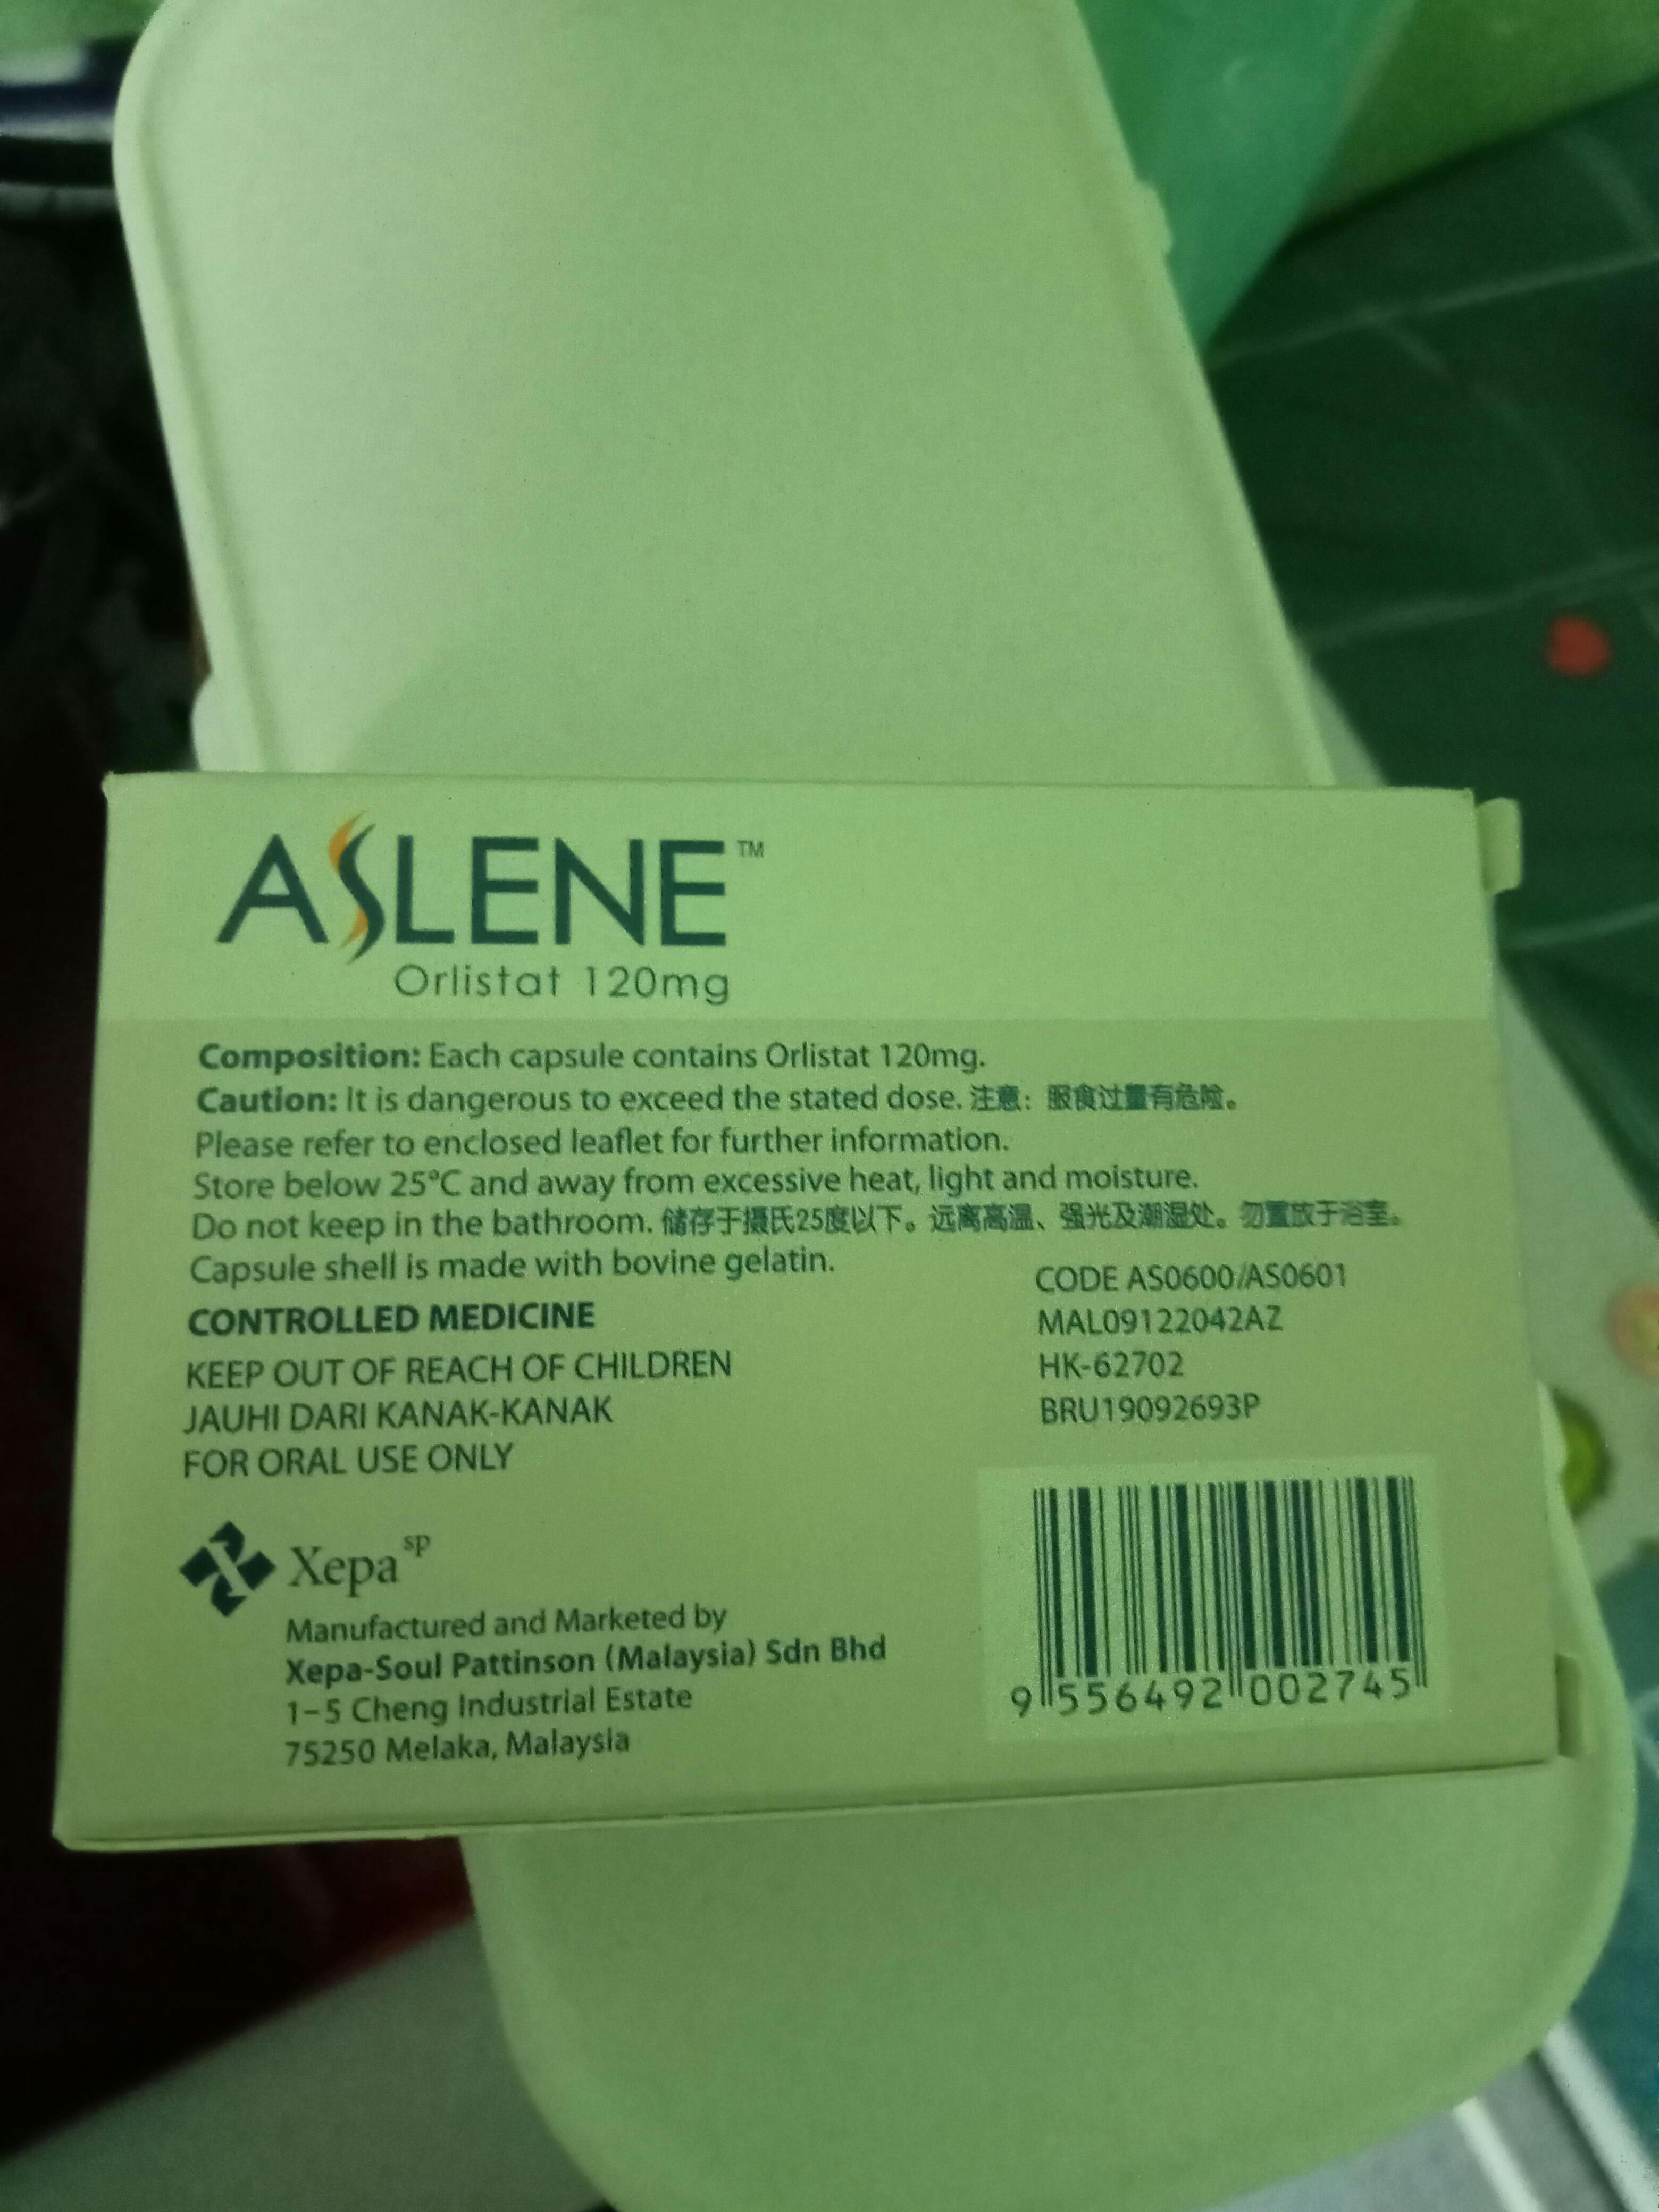 ASLENE™
Orlistat 120mg
Composition: Each capsule contains Orlistat 120mg.
Caution: It is dangerous to exceed the stated dose. 注意：服食过量有危险。
Please refer to enclosed leaflet for further information.
Store below 25°C and away from excessive heat, light and moisture.
Do not keep in the bathroom. 储存于摄氏25度以下。远离高温、强光及潮湿处。勿置放于浴室。
Capsule shell is made with bovine gelatin.
CONTROLLED MEDICINE
KEEP OUT OF REACH OF CHILDREN
JAUHI DARI KANAK-KANAK
FOR ORAL USE ONLY
CODE AS0600/AS0601
MAL09122042AZ
HK-62702
BRU19092693P
Xepa sp
Manufactured and Marketed by
Xepa-Soul Pattinson (Malaysia) Sdn Bhd
1-5 Cheng Industrial Estate
75250 Melaka, Malaysia
9 556492 002745